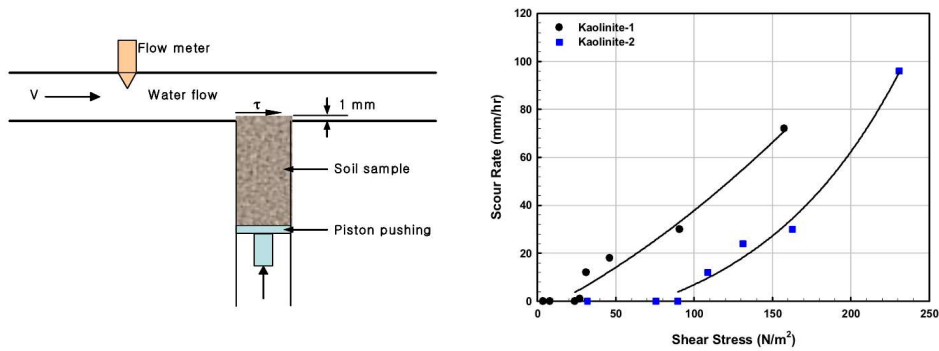 Flow meter
V
Water flow
τ
1 mm
Soil sample
Piston pushing
120
100
80
60
40
20
0
Scour Rate (mm/hr)
Kaolinite-1
Kaolinite-2
0 50 100 150 200 250
Shear Stress (N/m²)